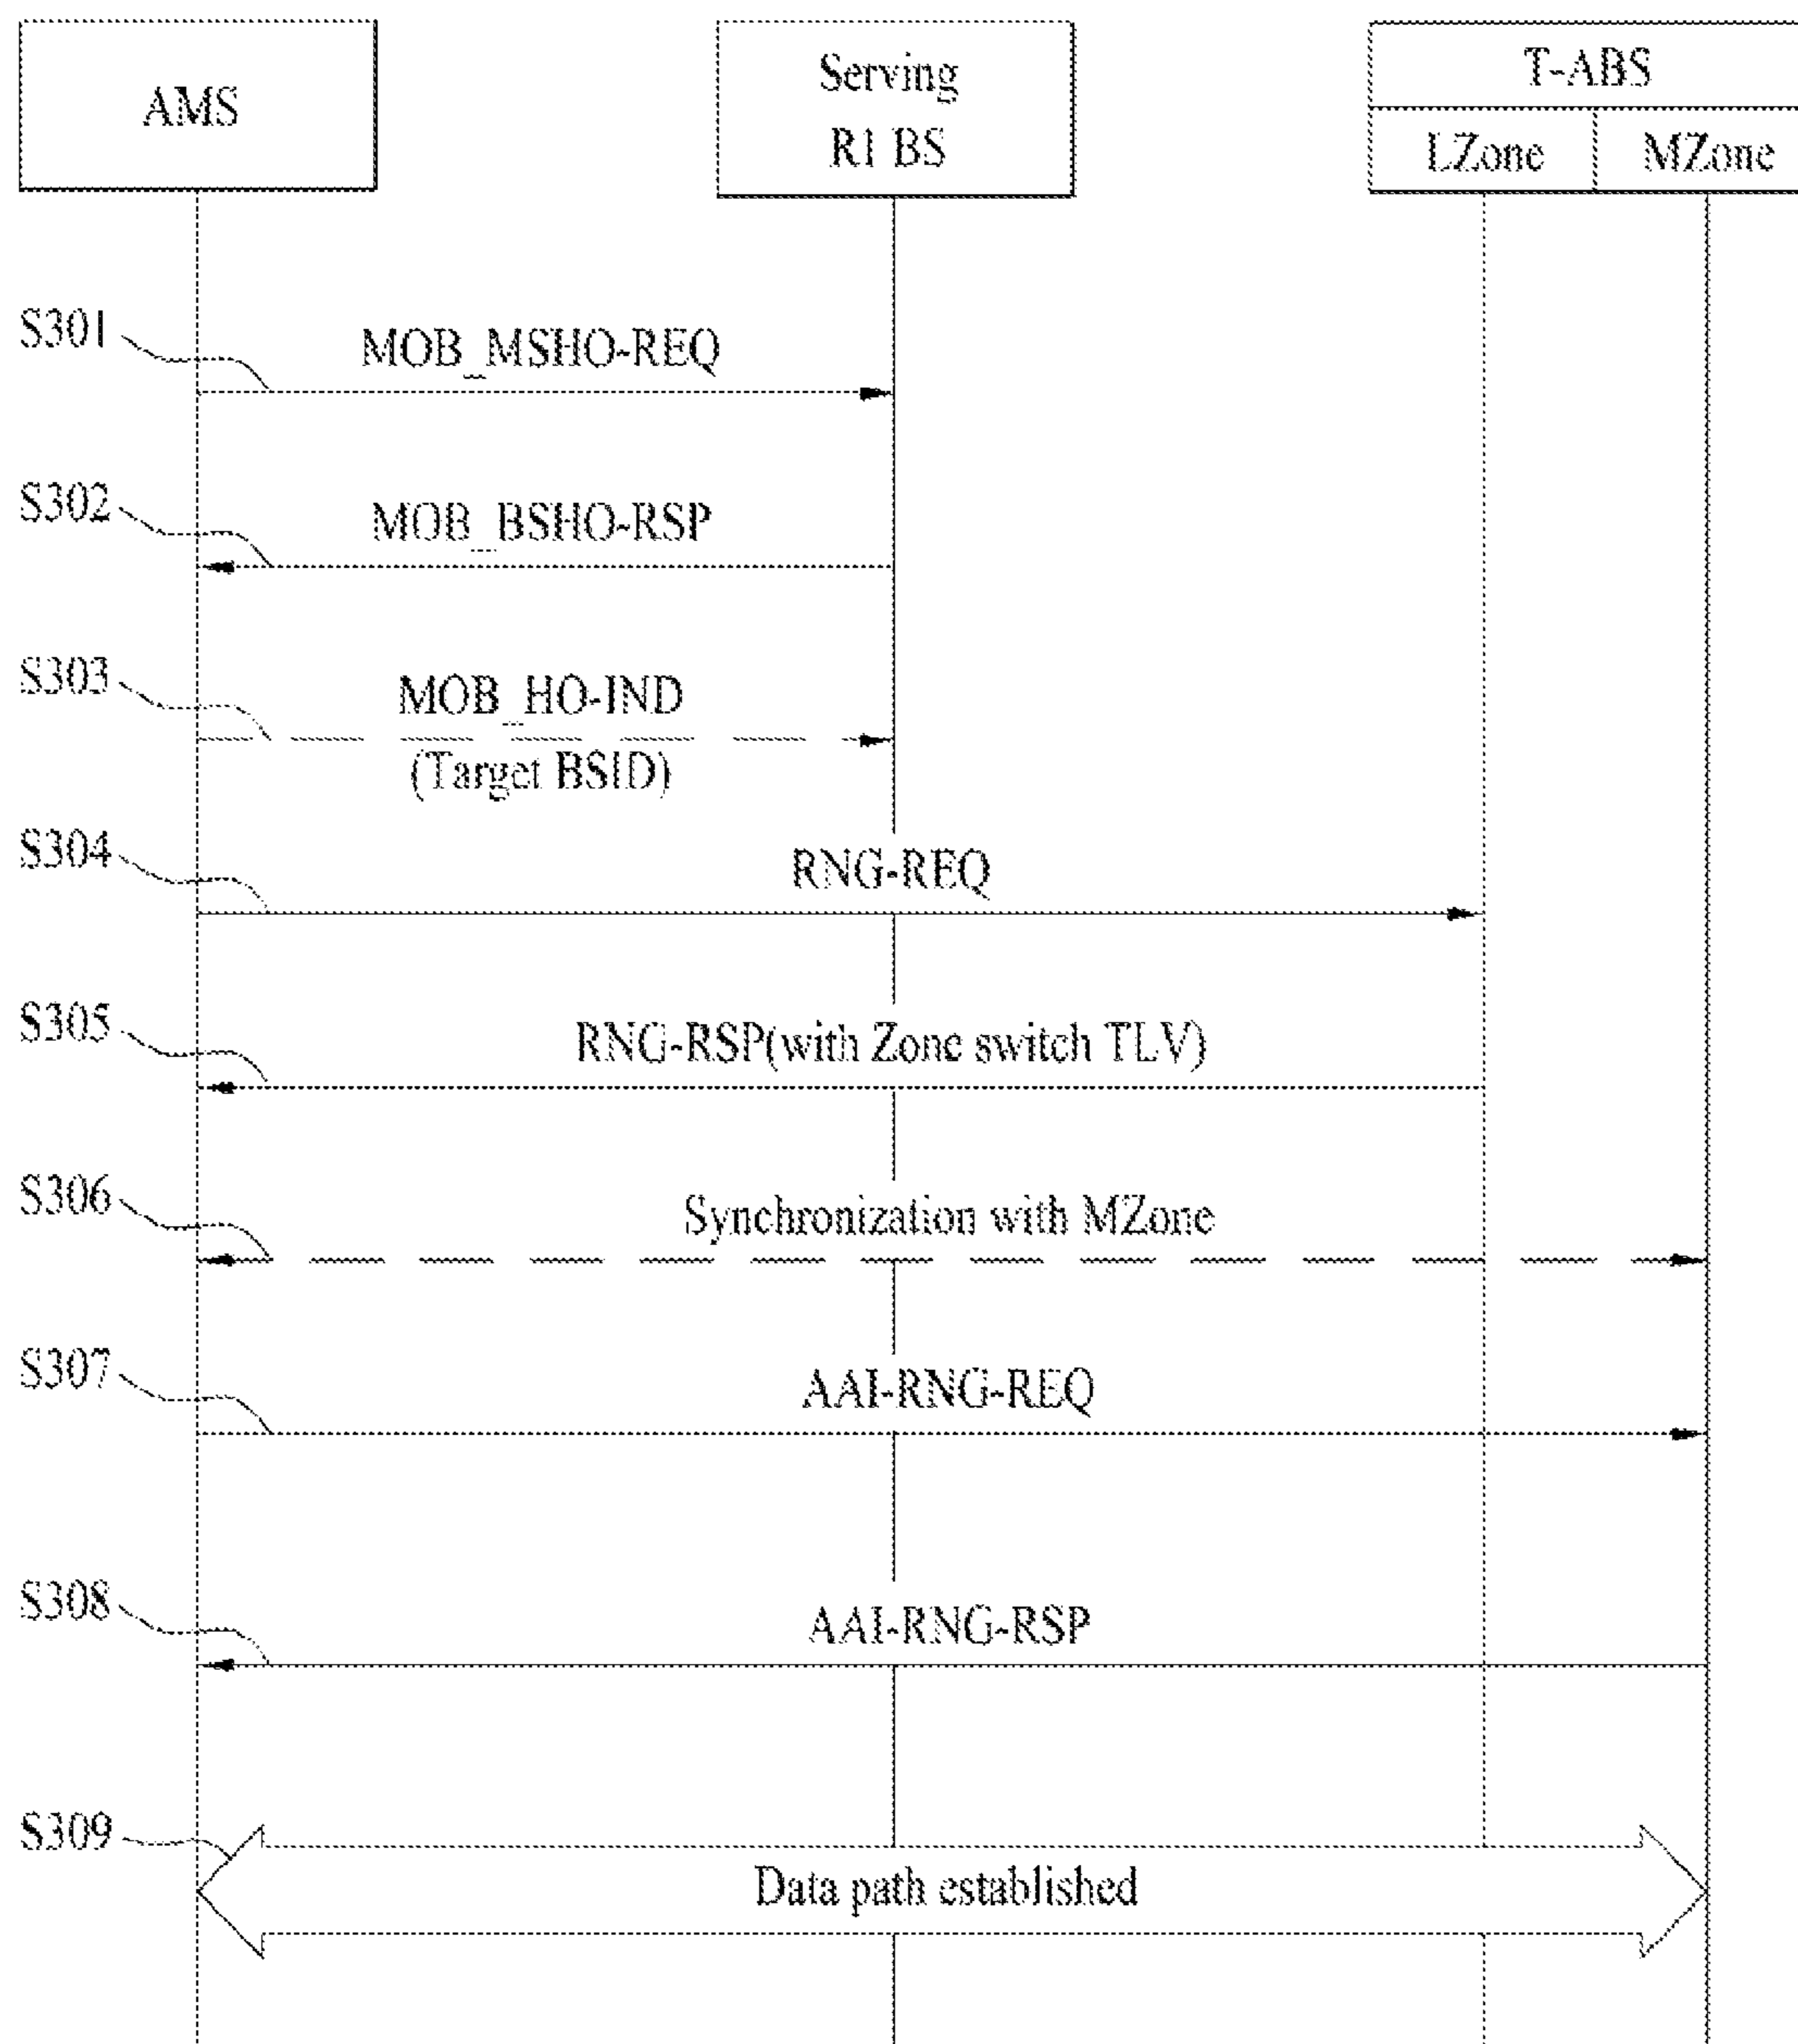 AMS
Serving
R1 BS
T-ABS
LZone
MZone
S301
MOB_MSHO-REQ
S302
MOB_BSHO-RSP
S303
MOB_HO-IND
(Target BSID)
S304
RNG-REQ
S305
RNG-RSP(with Zone switch TLV)
S306
Synchronization with MZone
S307
AAI-RNG-REQ
S308
AAI-RNG-RSP
S309
Data path established